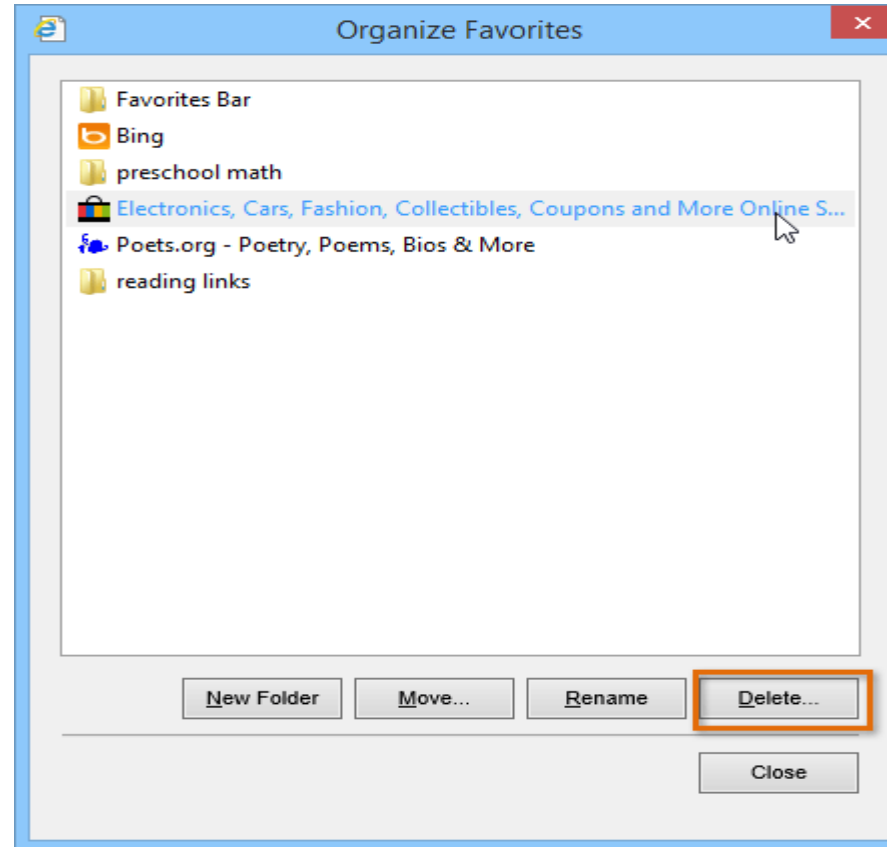 Organize Favorites
Favorites Bar
Bing
preschool math
Electronics, Cars, Fashion, Collectibles, Coupons and More Online S...
Poets.org - Poetry, Poems, Bios & More
reading links
New Folder Move... Rename Delete...
Close